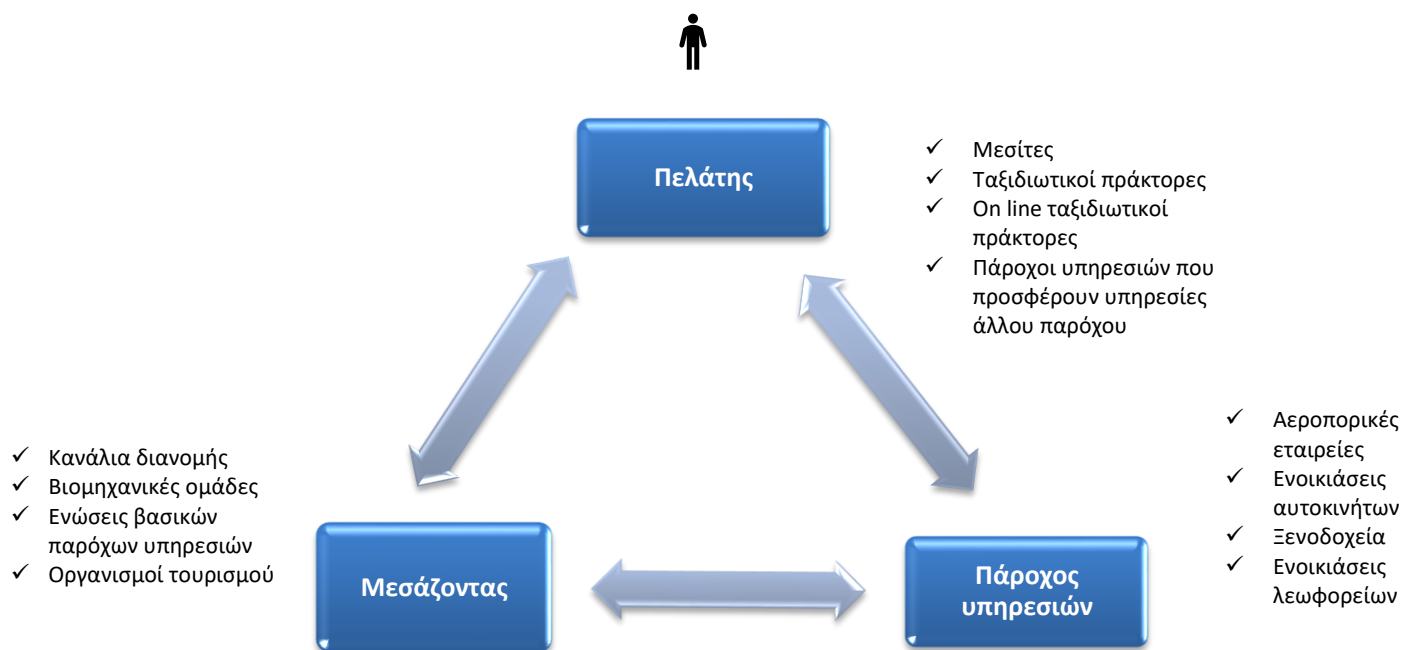 Πελάτης
✓ Μεσίτες
✓ Ταξιδιωτικοί πράκτορες
✓ On line ταξιδιωτικοί
πράκτορες
✓ Πάροχοι υπηρεσιών που
προσφέρουν υπηρεσίες
άλλου παρόχου
✓ Κανάλια διανομής
✓ Βιομηχανικές ομάδες
✓ Ενώσεις βασικών
παρόχων υπηρεσιών
✓ Οργανισμοί τουρισμού
Μεσάζοντας
Πάροχος
υπηρεσιών
✓ Αεροπορικές
εταιρείες
✓ Ενοικιάσεις
αυτοκινήτων
✓ Ξενοδοχεία
✓ Ενοικιάσεις
λεωφορείων